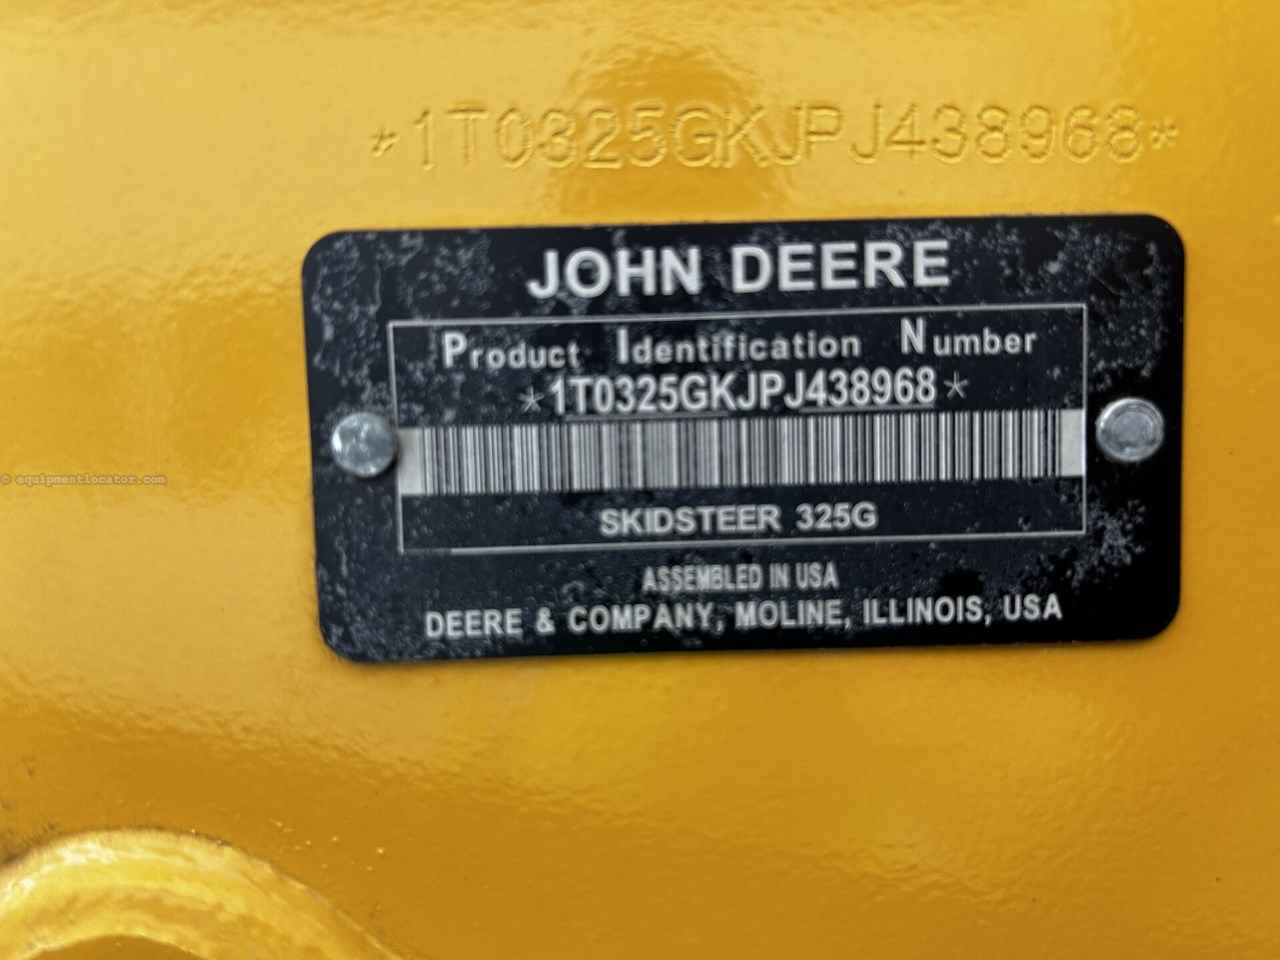 *1T0325GKJPJ438968*
JOHN DEERE
Product Identification Number
*1T0325GKJPJ438968*
SKIDSTEER 325G
ASSEMBLED IN USA
DEERE & COMPANY, MOLINE, ILLINOIS, USA
© equipmentlocator.com